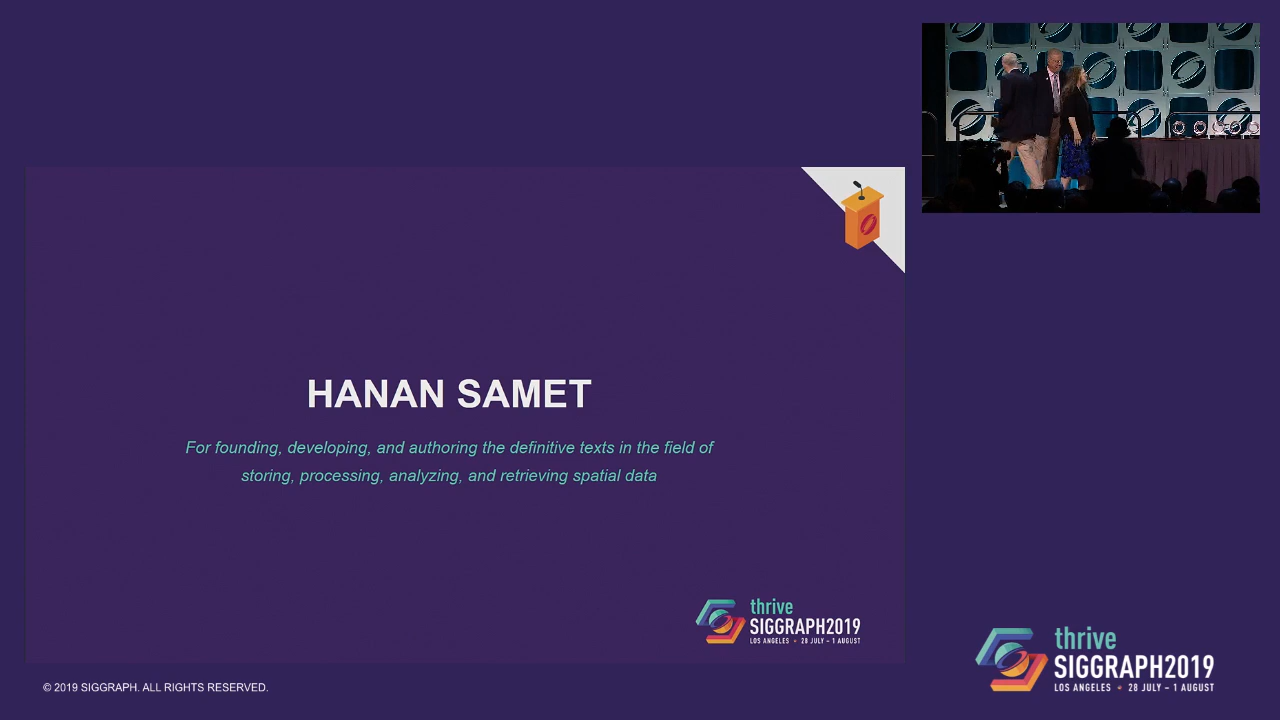 HANAN SAMET
For founding, developing, and authoring the definitive texts in the field of
storing, processing, analyzing, and retrieving spatial data
thrive
SIGGRAPH2019
LOS ANGELES • 28 JULY – 1 AUGUST
© 2019 SIGGRAPH. ALL RIGHTS RESERVED.
thrive
SIGGRAPH2019
LOS ANGELES • 28 JULY – 1 AUGUST